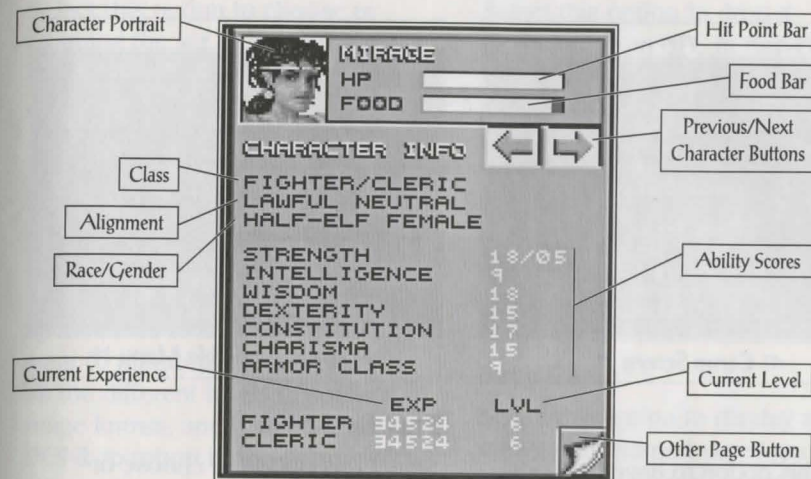 Character Portrait
MIRAGE
HP
FOOD
Hit Point Bar
Food Bar
Previous/Next
Character Buttons
CHARACTER INFO
Class
FIGHTER/CLERIC
Alignment
LAWFUL NEUTRAL
Race/Gender
HALF-ELF FEMALE
STRENGTH 18/05
INTELLIGENCE 9
WISDOM 18
DEXTERITY 15
CONSTITUTION 17
CHARISMA 15
ARMOR CLASS 9
Ability Scores
Current Experience
EXP LVL
Current Level
FIGHTER 34524 6
CLERIC 34524 6
Other Page Button